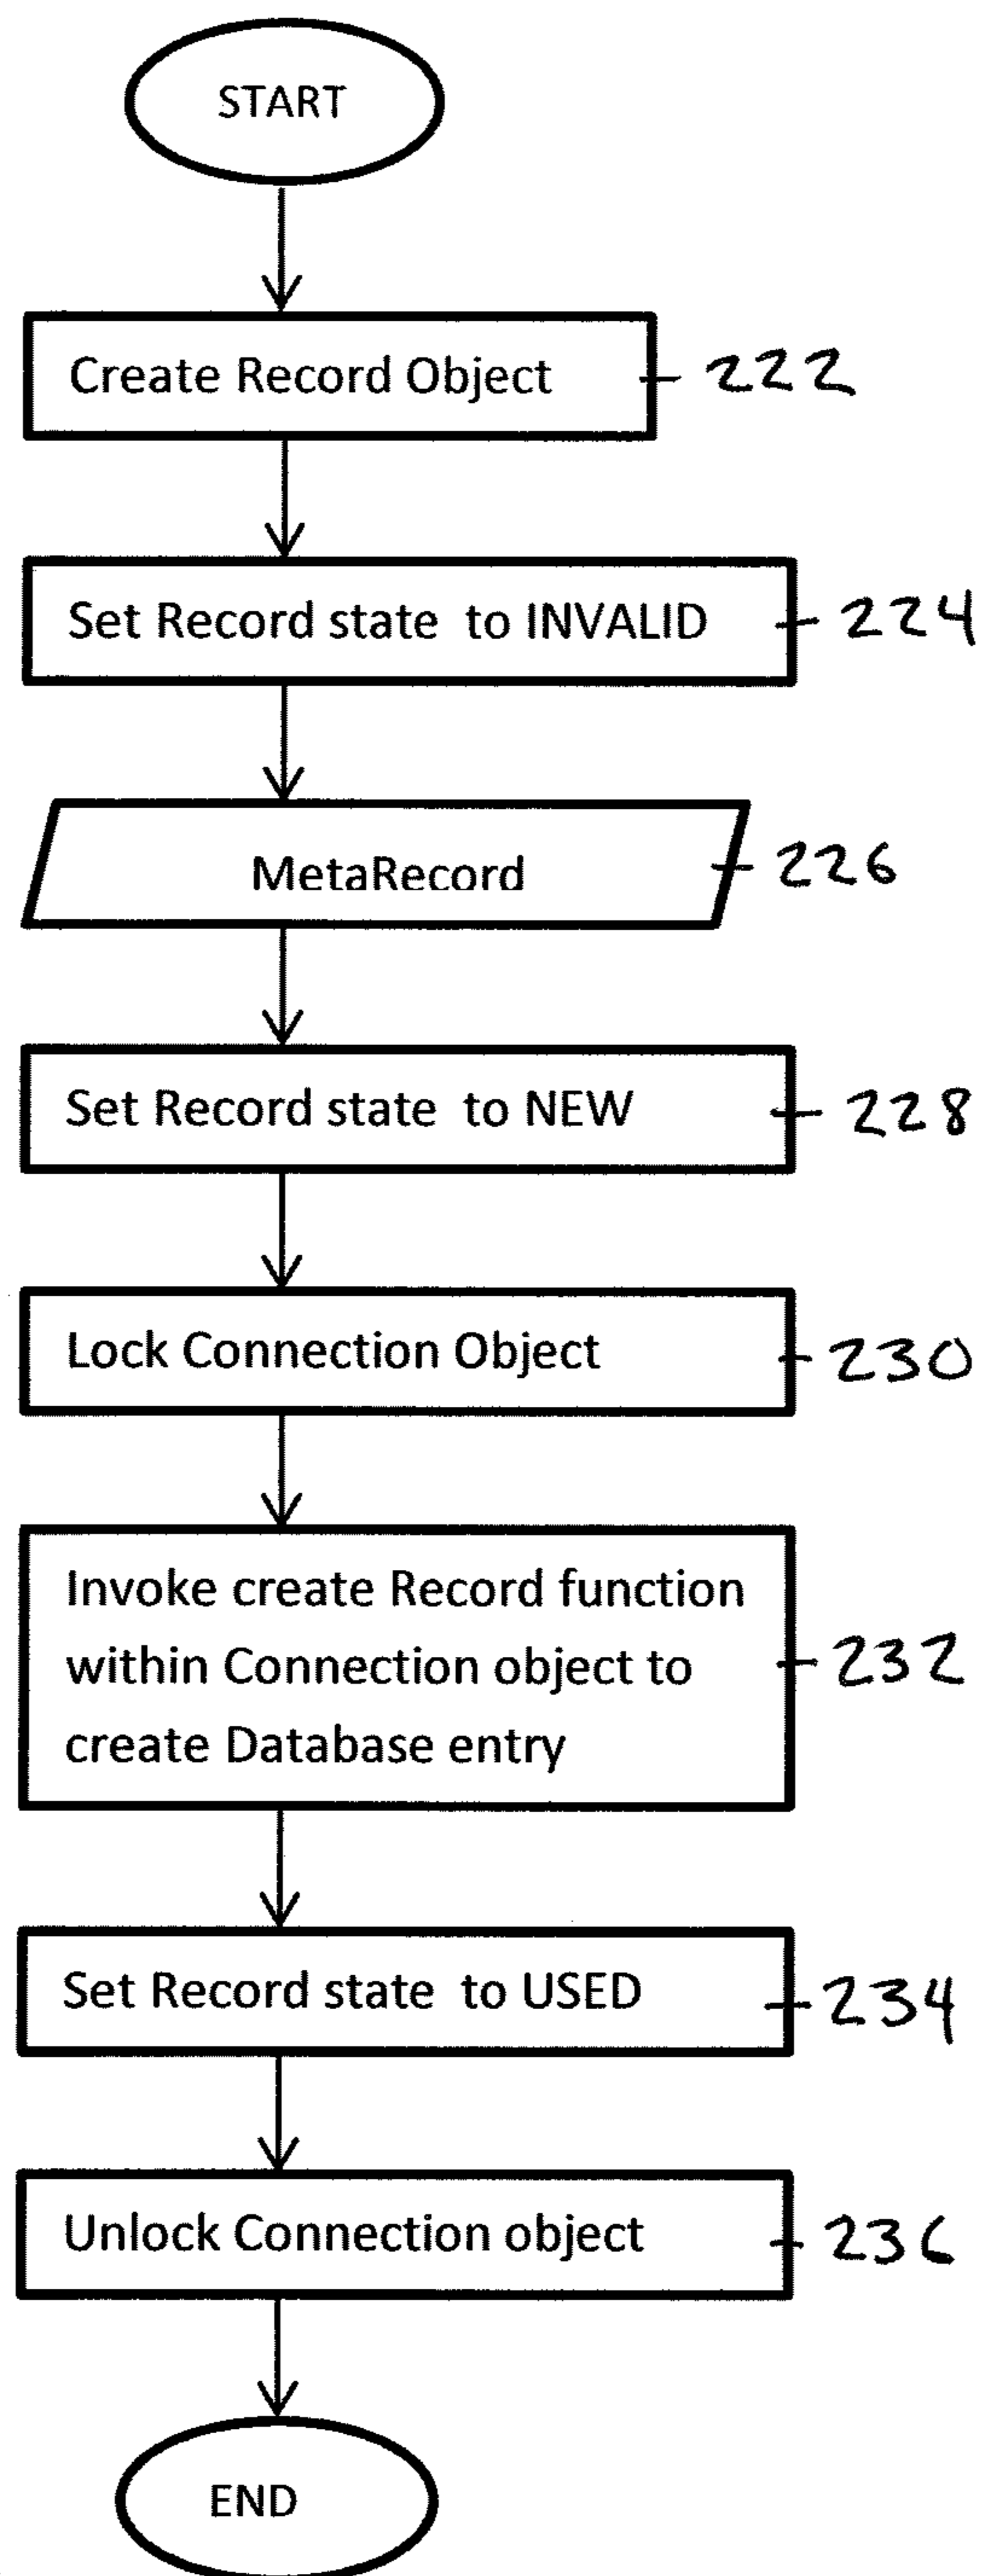 START
Create Record Object 222
Set Record state to INVALID 224
MetaRecord 226
Set Record state to NEW 228
Lock Connection Object 230
Invoke create Record function
within Connection object to 232
create Database entry
Set Record state to USED 234
Unlock Connection object 236
END